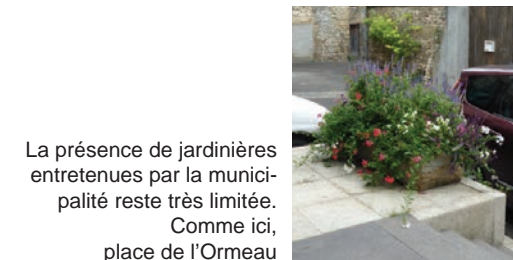 La présence de jardinières
entretenues par la munici-
palité reste très limitée.
Comme ici,
place de l’Ormeau